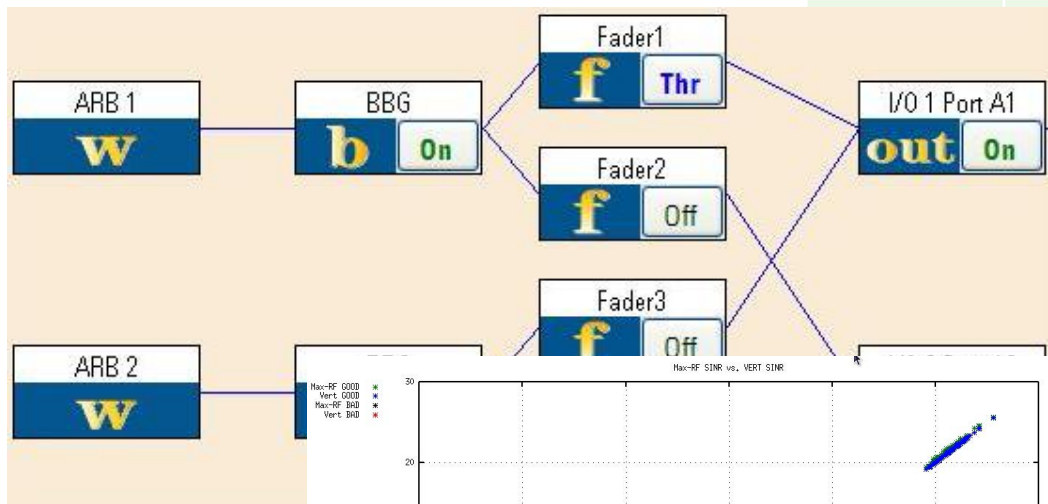 Fader1
f Thr
ARB 1
w
BBG
b On
I/O 1 Port A1
out On
Fader2
f Off
Fader3
f Off
ARB 2
w
Max-RF SINR vs. VERT SINR
Max-RF GOOD
Vert GOOD
Max-RF BAD
Vert BAD
30
20